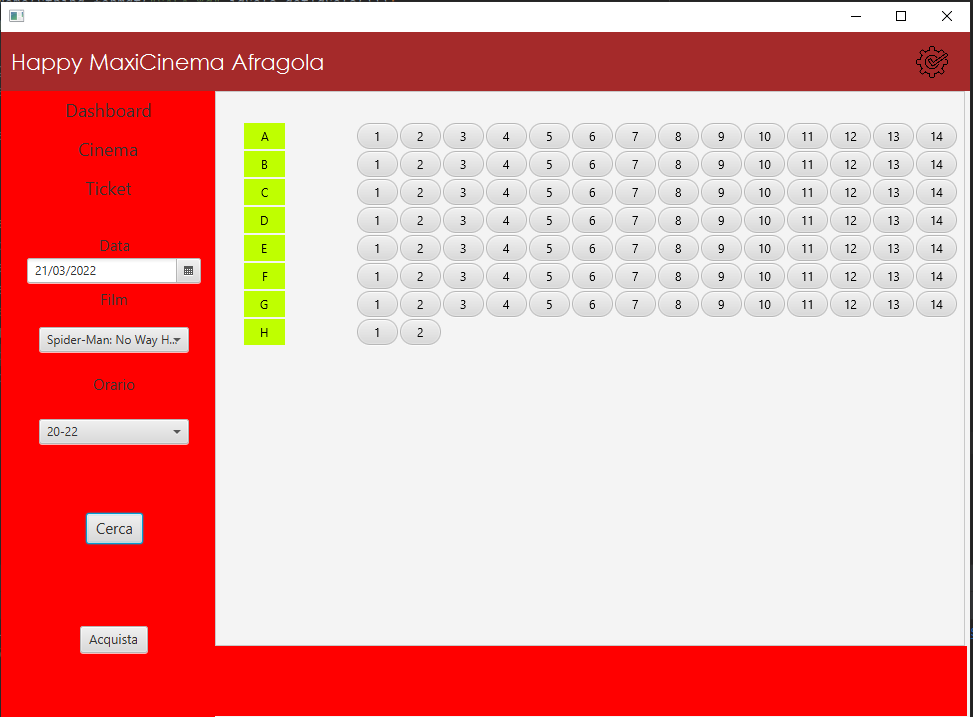 Happy MaxiCinema Afragola
Dashboard
Cinema
Ticket
Data
21/03/2022
Film
Spider-Man: No Way H...
Orario
20-22
Cerca
Acquista
A 1 2 3 4 5 6 7 8 9 10 11 12 13 14
B 1 2 3 4 5 6 7 8 9 10 11 12 13 14
C 1 2 3 4 5 6 7 8 9 10 11 12 13 14
D 1 2 3 4 5 6 7 8 9 10 11 12 13 14
E 1 2 3 4 5 6 7 8 9 10 11 12 13 14
F 1 2 3 4 5 6 7 8 9 10 11 12 13 14
G 1 2 3 4 5 6 7 8 9 10 11 12 13 14
H 1 2